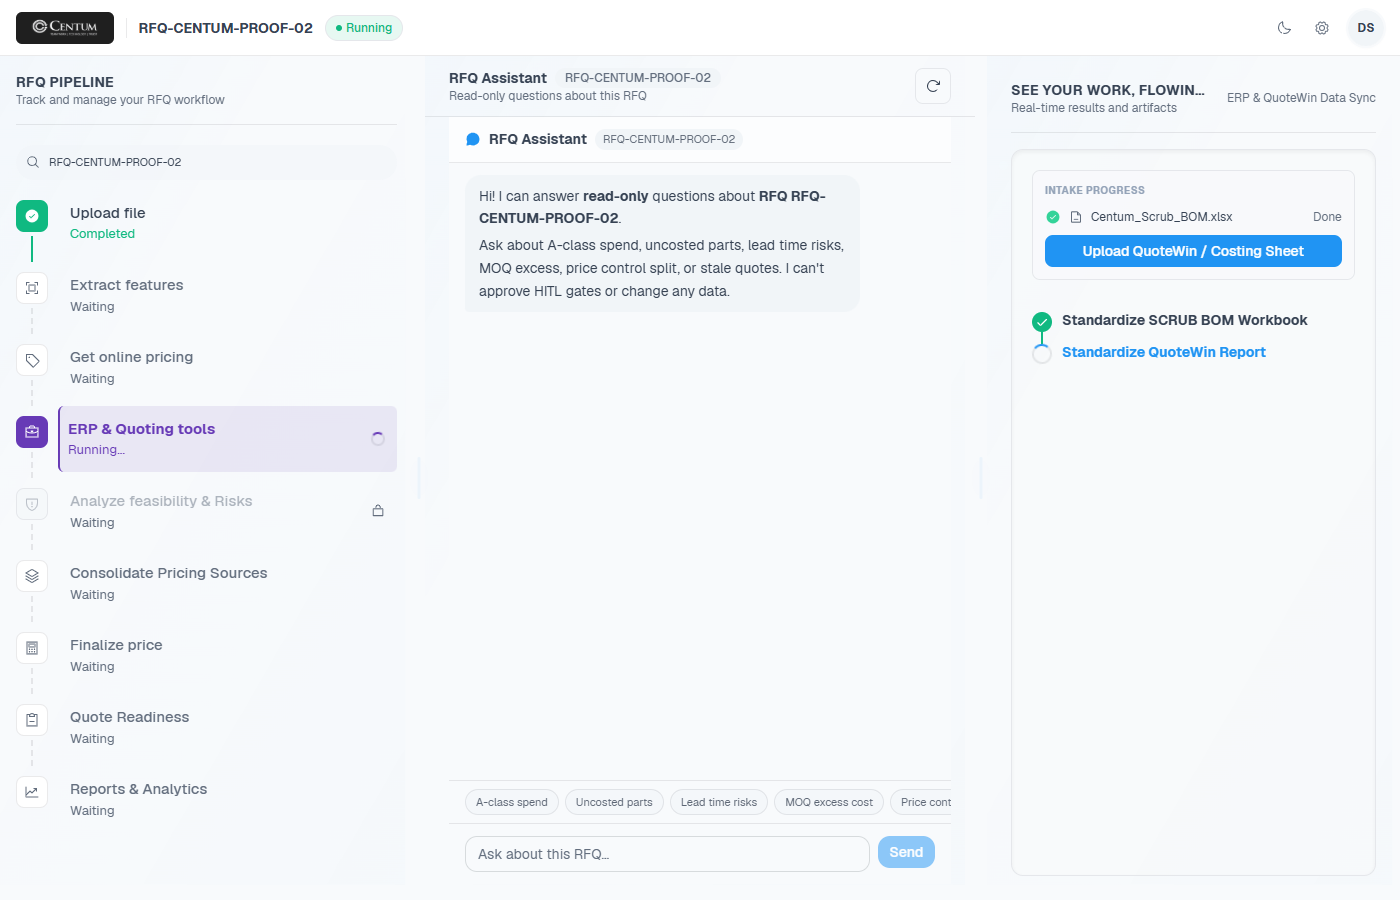 CENTUM
RFQ-CENTUM-PROOF-02
Running
DS
RFQ PIPELINE
Track and manage your RFQ workflow
RFQ-CENTUM-PROOF-02
Upload file
Completed
Extract features
Waiting
Get online pricing
Waiting
ERP & Quoting tools
Running...
Analyze feasibility & Risks
Waiting
Consolidate Pricing Sources
Waiting
Finalize price
Waiting
Quote Readiness
Waiting
Reports & Analytics
Waiting
RFQ Assistant RFQ-CENTUM-PROOF-02
Read-only questions about this RFQ
RFQ Assistant RFQ-CENTUM-PROOF-02
Hi! I can answer read-only questions about RFQ RFQ-
CENTUM-PROOF-02.
Ask about A-class spend, uncosted parts, lead time risks,
MOQ excess, price control split, or stale quotes. I can't
approve HITL gates or change any data.
A-class spend Uncosted parts Lead time risks MOQ excess cost Price cont
Ask about this RFQ...
Send
SEE YOUR WORK, FLOWIN...
Real-time results and artifacts
ERP & QuoteWin Data Sync
INTAKE PROGRESS
Centum_Scrub_BOM.xlsx Done
Upload QuoteWin / Costing Sheet
Standardize SCRUB BOM Workbook
Standardize QuoteWin Report